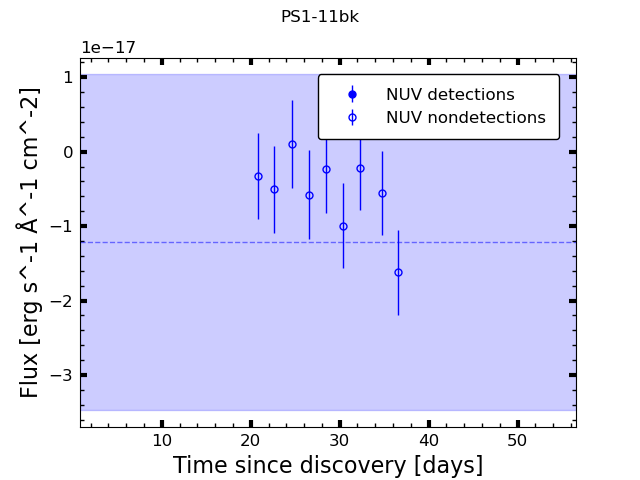 PS1-11bk
1e−17
NUV detections
NUV nondetections
1
0
−1
−2
−3
Flux [erg s^-1 Å^-1 cm^-2]
10 20 30 40 50
Time since discovery [days]